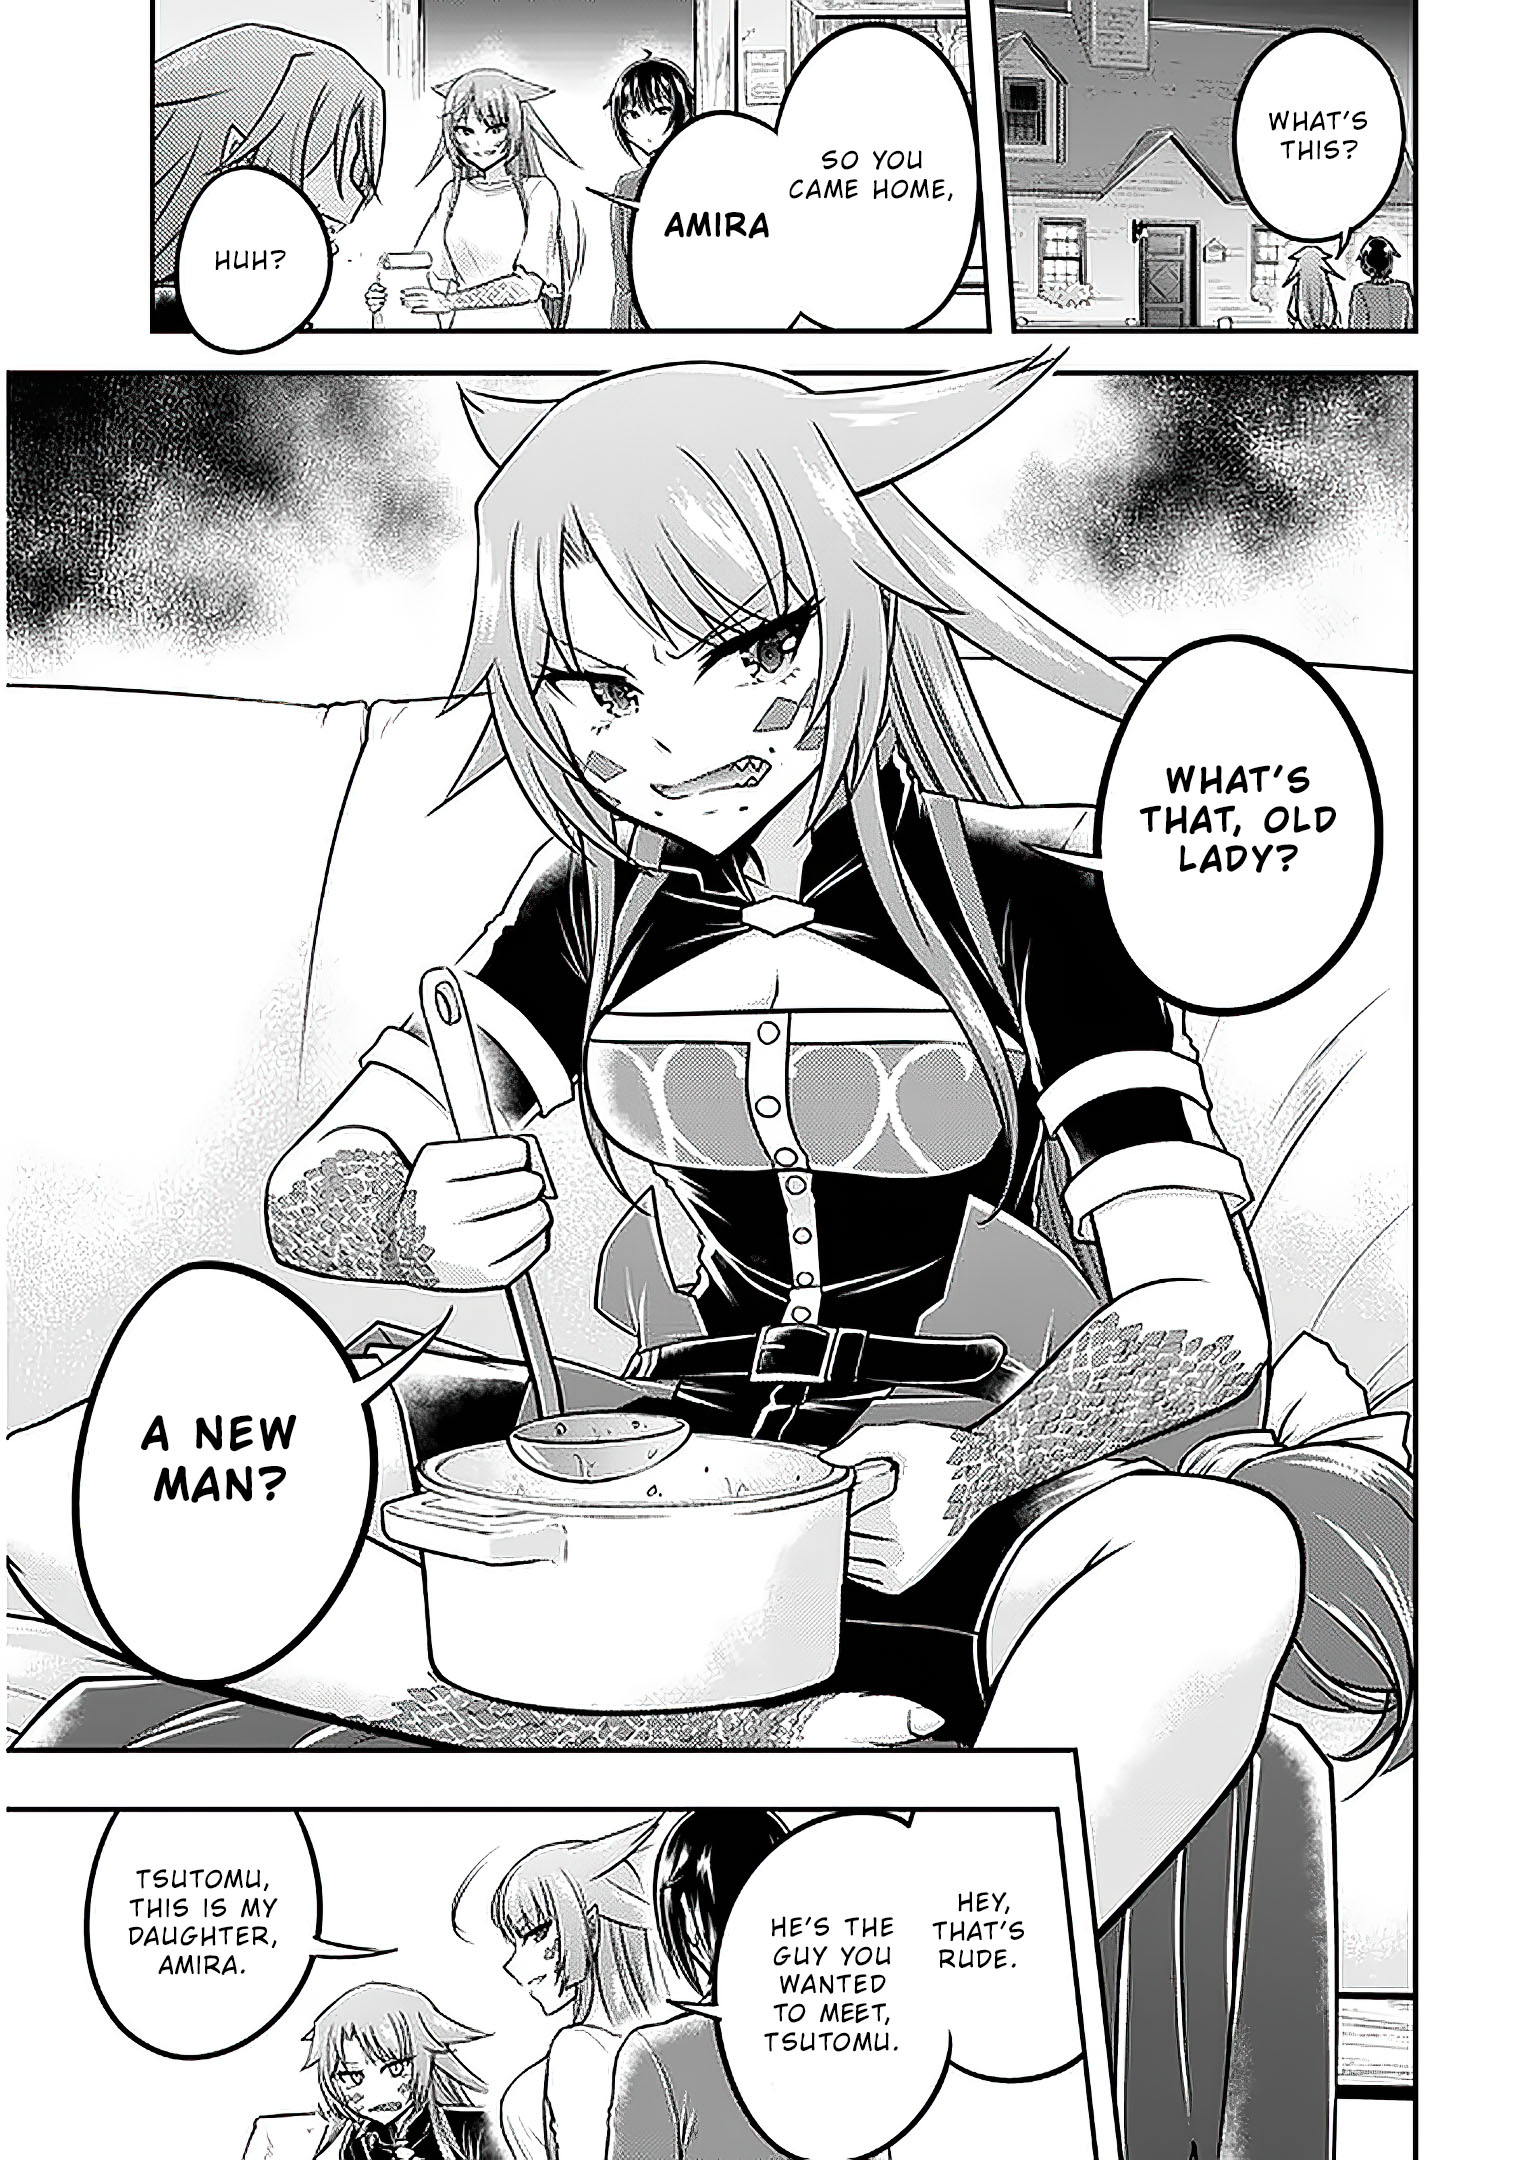 WHAT'S
THIS?
SO YOU
CAME HOME,
AMIRA
HUH?
WHAT'S
THAT, OLD
LADY?
A NEW
MAN?
HEY,
THAT'S
RUDE.
HE'S THE
GUY YOU
WANTED
TO MEET,
TSUTOMU.
TSUTOMU,
THIS IS MY
DAUGHTER,
AMIRA.